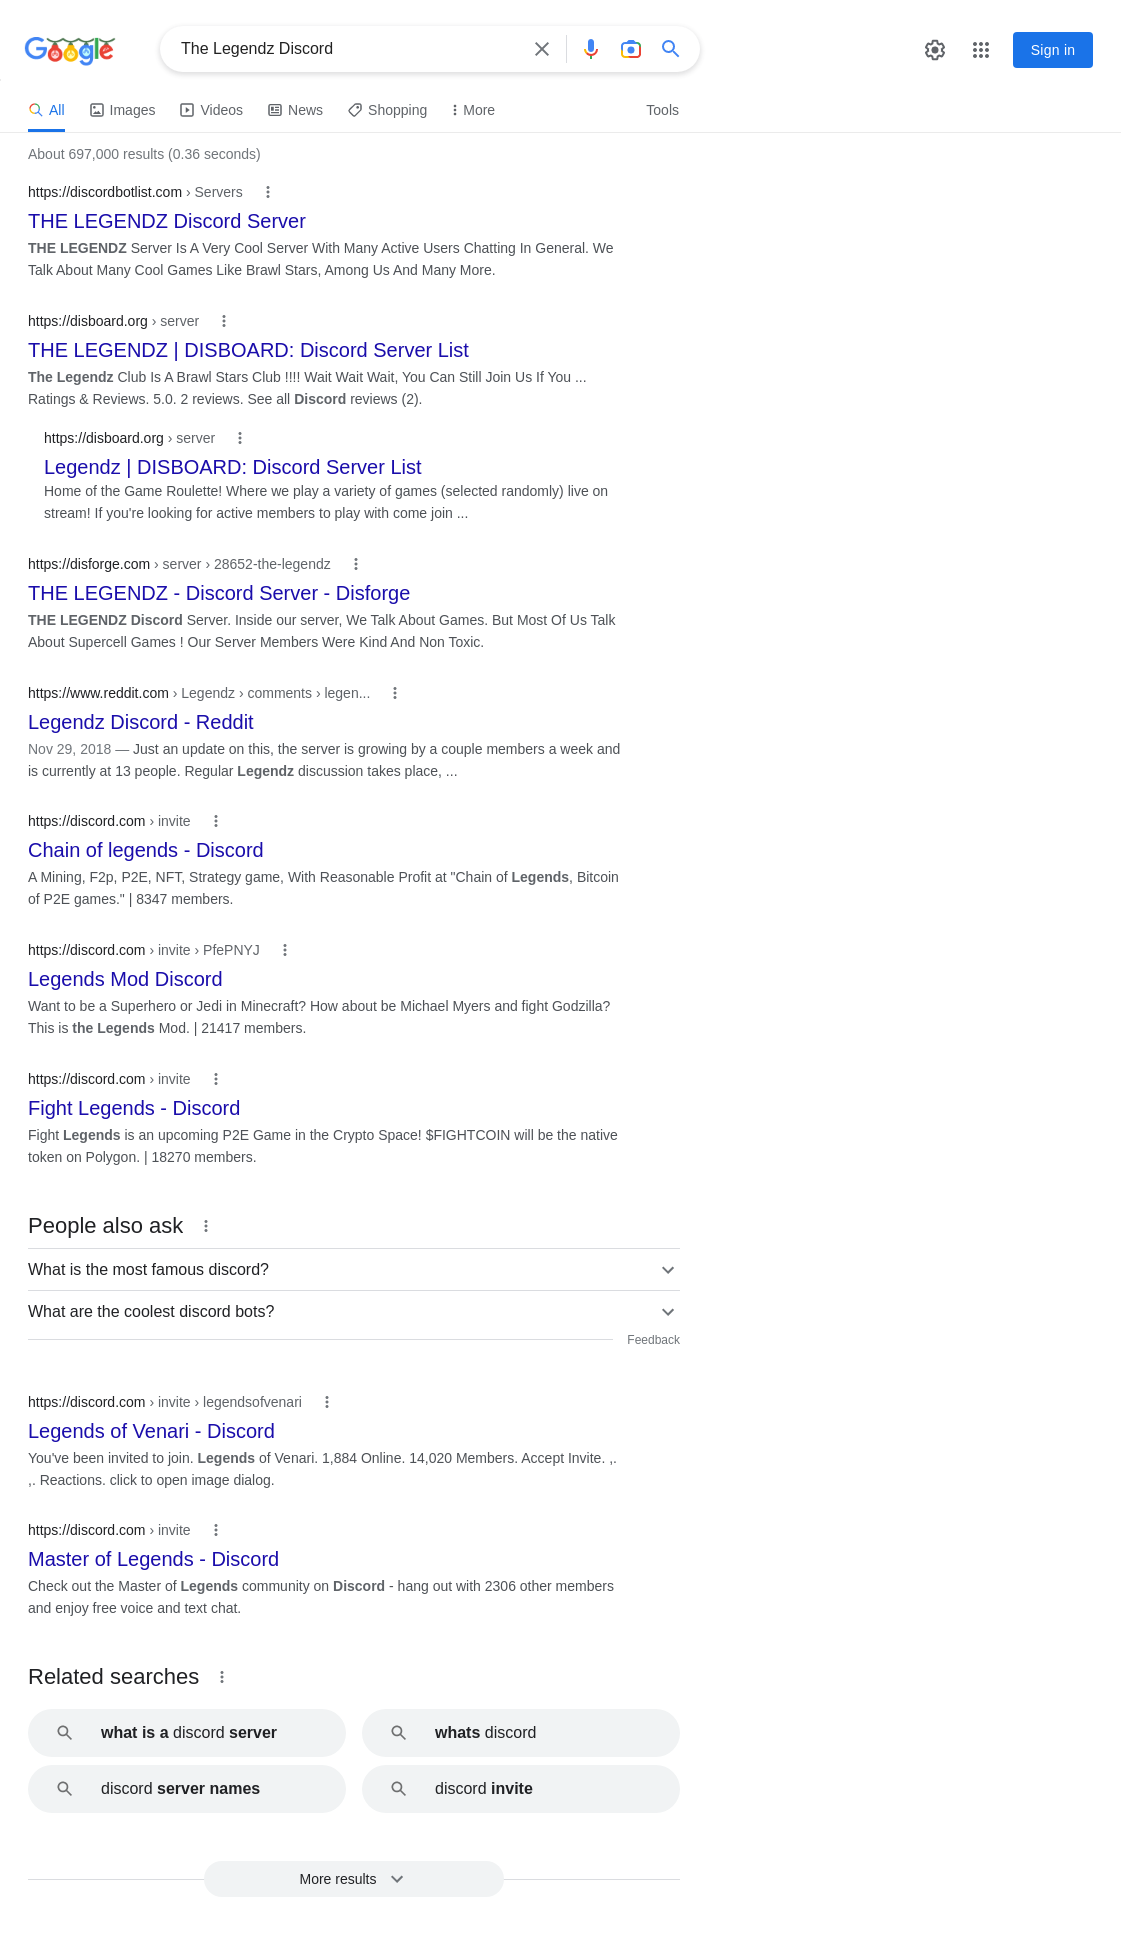 Google
The Legendz Discord
Sign in
All
Images
Videos
News
Shopping
More
Tools
About 697,000 results (0.36 seconds)
https://discordbotlist.com › Servers
THE LEGENDZ Discord Server
THE LEGENDZ Server Is A Very Cool Server With Many Active Users Chatting In General. We
Talk About Many Cool Games Like Brawl Stars, Among Us And Many More.
https://disboard.org › server
THE LEGENDZ | DISBOARD: Discord Server List
The Legendz Club Is A Brawl Stars Club !!!! Wait Wait Wait, You Can Still Join Us If You ...
Ratings & Reviews. 5.0. 2 reviews. See all Discord reviews (2).
https://disboard.org › server
Legendz | DISBOARD: Discord Server List
Home of the Game Roulette! Where we play a variety of games (selected randomly) live on
stream! If you're looking for active members to play with come join ...
https://disforge.com › server › 28652-the-legendz
THE LEGENDZ - Discord Server - Disforge
THE LEGENDZ Discord Server. Inside our server, We Talk About Games. But Most Of Us Talk
About Supercell Games ! Our Server Members Were Kind And Non Toxic.
https://www.reddit.com › Legendz › comments › legen...
Legendz Discord - Reddit
Nov 29, 2018 — Just an update on this, the server is growing by a couple members a week and
is currently at 13 people. Regular Legendz discussion takes place, ...
https://discord.com › invite
Chain of legends - Discord
A Mining, F2p, P2E, NFT, Strategy game, With Reasonable Profit at "Chain of Legends, Bitcoin
of P2E games." | 8347 members.
https://discord.com › invite › PfePNYJ
Legends Mod Discord
Want to be a Superhero or Jedi in Minecraft? How about be Michael Myers and fight Godzilla?
This is the Legends Mod. | 21417 members.
https://discord.com › invite
Fight Legends - Discord
Fight Legends is an upcoming P2E Game in the Crypto Space! $FIGHTCOIN will be the native
token on Polygon. | 18270 members.
People also ask
What is the most famous discord?
What are the coolest discord bots?
Feedback
https://discord.com › invite › legendsofvenari
Legends of Venari - Discord
You've been invited to join. Legends of Venari. 1,884 Online. 14,020 Members. Accept Invite. ,.
,. Reactions. click to open image dialog.
https://discord.com › invite
Master of Legends - Discord
Check out the Master of Legends community on Discord - hang out with 2306 other members
and enjoy free voice and text chat.
Related searches
what is a discord server
whats discord
discord server names
discord invite
More results